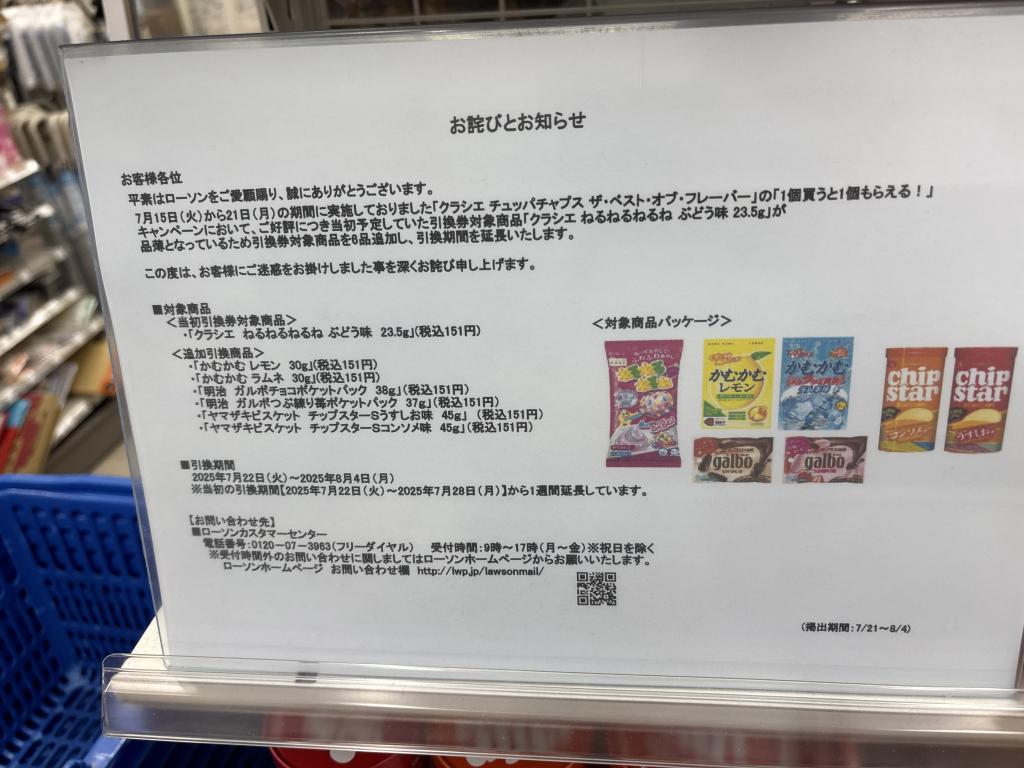 お詫びとお知らせ
お客様各位
平素はローソンをご愛顧賜り、誠にありがとうございます。
7月15日(火)から21日(月)の期間に実施しておりました「クラシエ チュッパチャプス ザ・ベスト・オブ・フレーバー」の「1個買うと1個もらえる！」
キャンペーンにおいて、ご好評につき当初予定していた引換券対象商品「クラシエ ねるねるねるね ぶどう味 23.5g」が
品薄となっているため引換券対象商品を6品追加し、引換期間を延長いたします。
この度は、お客様にご迷惑をお掛けしました事を深くお詫び申し上げます。
■対象商品
＜当初引換券対象商品＞
・「クラシエ ねるねるねるね ぶどう味 23.5g」(税込151円)
＜追加引換商品＞
・「かむかむ レモン 30g」(税込151円)
・「かむかむ ラムネ 30g」(税込151円)
・「明治 ガルボチョコポケットパック 38g」(税込151円)
・「明治 ガルボつぶ練り苺ポケットパック 37g」(税込151円)
・「ヤマザキビスケット チップスターSうすしお味 45g」 (税込151円)
・「ヤマザキビスケット チップスターSコンソメ味 45g」(税込151円)
＜対象商品パッケージ＞
ねるねるねるね
かむかむ
レモン
かむかむ
chip
star
コンソメ
chip
star
うすしお
galbo
galbo
■引換期間
2025年7月22日(火)～2025年8月4日(月)
※当初の引換期間【2025年7月22日(火)～2025年7月28日(月)】から1週間延長しています。
【お問い合わせ先】
■ローソンカスタマーセンター
電話番号:0120-07-3963(フリーダイヤル) 受付時間:9時～17時(月～金)※祝日を除く
※受付時間外のお問い合わせに関しましてはローソンホームページからお願いいたします。
ローソンホームページ お問い合わせ欄 http://lwp.jp/lawsonmail/
(掲出期間:7/21～8/4)